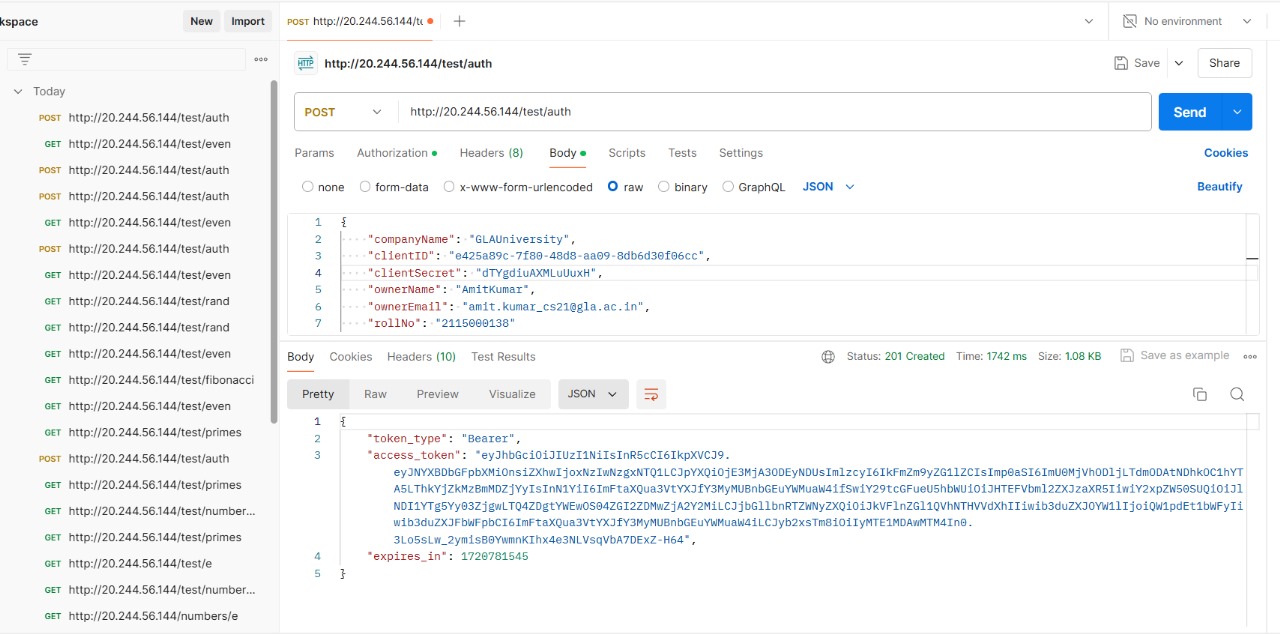 kspace
New
Import
POST http://20.244.56.144/te
No environment
HTTP http://20.244.56.144/test/auth
Save
Share
Today
POST http://20.244.56.144/test/auth
GET http://20.244.56.144/test/even
POST http://20.244.56.144/test/auth
POST http://20.244.56.144/test/auth
GET http://20.244.56.144/test/even
POST http://20.244.56.144/test/auth
GET http://20.244.56.144/test/even
GET http://20.244.56.144/test/rand
GET http://20.244.56.144/test/rand
GET http://20.244.56.144/test/even
GET http://20.244.56.144/test/fibonacci
GET http://20.244.56.144/test/even
GET http://20.244.56.144/test/primes
POST http://20.244.56.144/test/auth
GET http://20.244.56.144/test/primes
GET http://20.244.56.144/test/number...
GET http://20.244.56.144/test/primes
GET http://20.244.56.144/test/e
GET http://20.244.56.144/test/number...
GET http://20.244.56.144/numbers/e
POST http://20.244.56.144/test/auth Send
Params Authorization Headers (8) Body Scripts Tests Settings Cookies
none form-data x-www-form-urlencoded raw binary GraphQL JSON Beautify
1 {
2 "companyName": "GLAUniversity",
3 "clientID": "e425a89c-7f80-48d8-aa09-8db6d30f06cc",
4 "clientSecret": "dTYgdiuAXMLuUuxH",
5 "ownerName": "AmitKumar",
6 "ownerEmail": "amit.kumar_cs21@gla.ac.in",
7 "rollNo": "2115000138"
Body Cookies Headers (10) Test Results Status: 201 Created Time: 1742 ms Size: 1.08 KB Save as example
Pretty Raw Preview Visualize JSON
1 {
2 "token_type": "Bearer",
3 "access_token": "eyJhbGciOiJIUzI1NiIsInR5cCI6IkpXVCJ9.
eyJNYXBDbGFpbXMiOnsiZXhwIjoxNzIwNzgxNTQ1LCJpYXQiOjE3MjA3ODEyNDUsImlzcyI6IkFmZm9yZG1lZCIsImp0aSI6ImU0MjVhODljLTdmODAtNDhkOC1hYT
A5LThkYjZkMzBmMDZjYyIsInN1YiI6ImFtaXQua3VtYXJfY3MyMUBnbGEuYWMuaW4ifSwiY29tcGFueU5hbWUiOiJHTEFVbml2ZXJzaXR5IiwiY2xpZW50SUQiOiJl
NDI1YTg5Yy03ZjgwLTQ4ZDgtYWEwOS04ZGI2ZDMwZjA2Y2MiLCJjbGllbnRTZWNyZXQiOiJkVFlnZGl1QVhNTHVVdXhIIiwib3duZXJOYW1lIjoiQW1pdEt1bWFyIi
wib3duZXJFbWFpbCI6ImFtaXQua3VtYXJfY3MyMUBnbGEuYWMuaW4iLCJyb2xsTm8iOiIyMTE1MDAwMTM4In0.
3Lo5sLw_2ymisB0YwmnKIhx4e3NLVsqVbA7DExZ-H64",
4 "expires_in": 1720781545
5 }